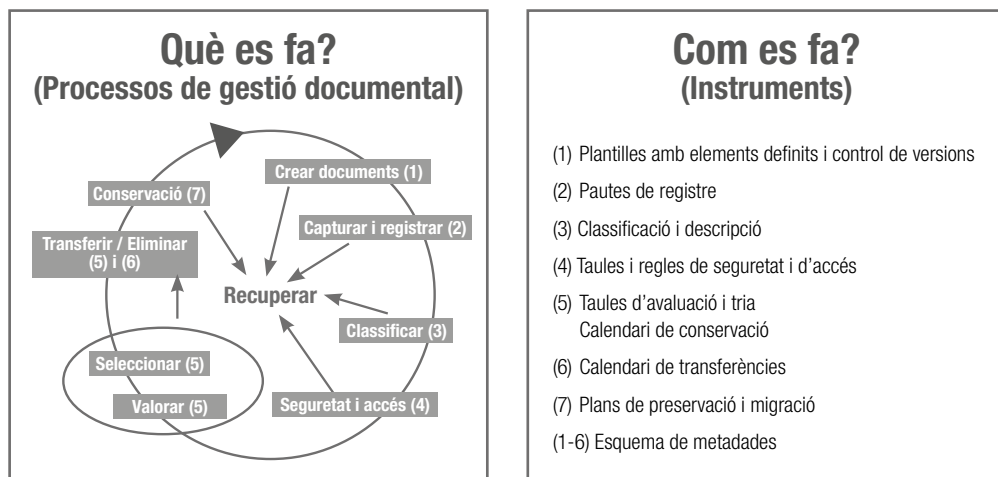 Què es fa?
(Processos de gestió documental)
Crear documents (1)
Conservació (7)
Capturar i registrar (2)
Transferir / Eliminar
(5) i (6)
Recuperar
Classificar (3)
Seleccionar (5)
Valorar (5)
Seguretat i accés (4)
Com es fa?
(Instruments)
(1) Plantilles amb elements definits i control de versions
(2) Pautes de registre
(3) Classificació i descripció
(4) Taules i regles de seguretat i d’accés
(5) Taules d’avaluació i tria
Calendari de conservació
(6) Calendari de transferències
(7) Plans de preservació i migració
(1-6) Esquema de metadades